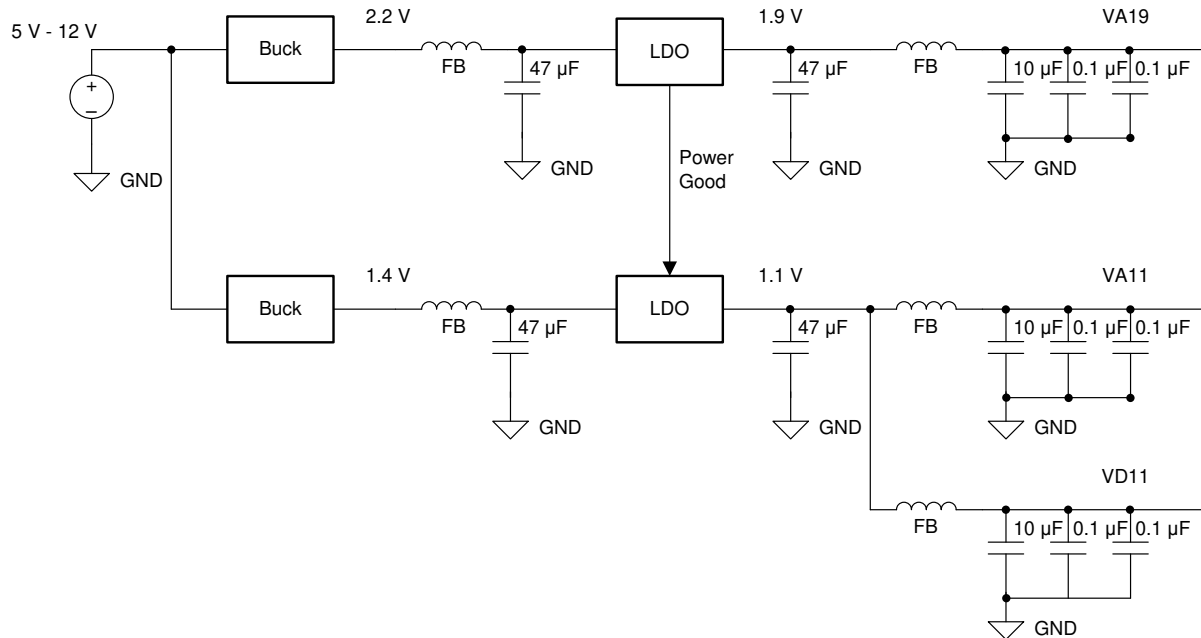 5 V - 12 V
Buck
2.2 V
FB
47 µF
GND
LDO
1.9 V
47 µF
GND
FB
VA19
10 µF
0.1 µF
0.1 µF
GND
+
–
GND
Power
Good
Buck
1.4 V
FB
47 µF
GND
LDO
1.1 V
47 µF
GND
FB
VA11
10 µF
0.1 µF
0.1 µF
GND
FB
VD11
10 µF
0.1 µF
0.1 µF
GND